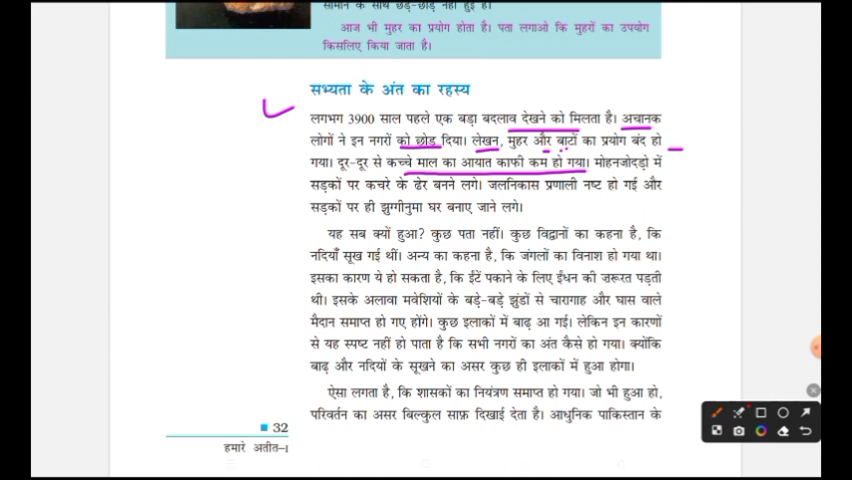 सामान के साथ छेड़-छाड़ नहीं हुई है।
आज भी मुहर का प्रयोग होता है। पता लगाओ कि मुहरों का उपयोग
किसलिए किया जाता है।
सभ्यता के अंत का रहस्य
लगभग 3900 साल पहले एक बड़ा बदलाव देखने को मिलता है। अचानक
लोगों ने इन नगरों को छोड़ दिया। लेखन, मुहर और बाटों का प्रयोग बंद हो
गया। दूर-दूर से कच्चे माल का आयात काफी कम हो गया। मोहनजोदड़ो में
सड़कों पर कचरे के ढेर बनने लगे। जलनिकास प्रणाली नष्ट हो गई और
सड़कों पर ही झुग्गीनुमा घर बनाए जाने लगे।
यह सब क्यों हुआ? कुछ पता नहीं। कुछ विद्वानों का कहना है, कि
नदियाँ सूख गई थीं। अन्य का कहना है, कि जंगलों का विनाश हो गया था।
इसका कारण ये हो सकता है, कि ईंटें पकाने के लिए ईंधन की जरूरत पड़ती
थी। इसके अलावा मवेशियों के बड़े-बड़े झुंडों से चारागाह और घास वाले
मैदान समाप्त हो गए होंगे। कुछ इलाकों में बाढ़ आ गई। लेकिन इन कारणों
से यह स्पष्ट नहीं हो पाता है कि सभी नगरों का अंत कैसे हो गया। क्योंकि
बाढ़ और नदियों के सूखने का असर कुछ ही इलाकों में हुआ होगा।
ऐसा लगता है, कि शासकों का नियंत्रण समाप्त हो गया। जो भी हुआ हो,
परिवर्तन का असर बिल्कुल साफ़ दिखाई देता है। आधुनिक पाकिस्तान के
32
हमारे अतीत–I